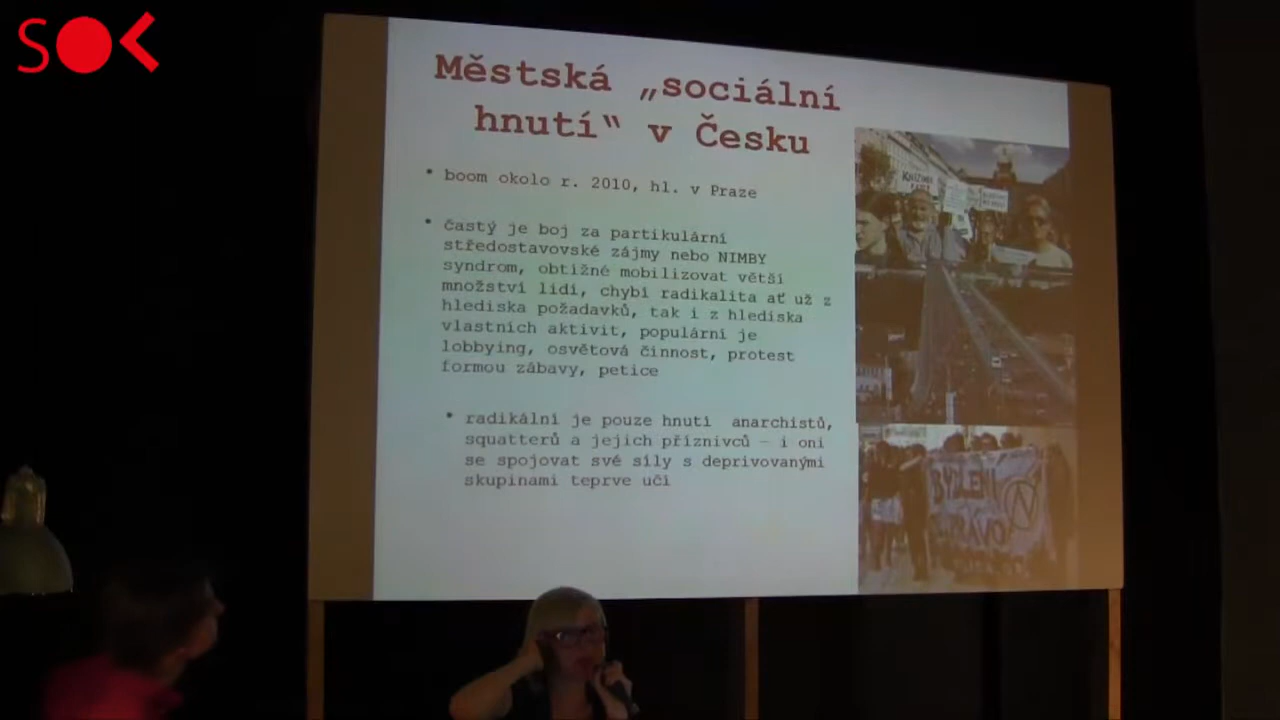 SOK
Městská „sociální
hnutí“ v Česku
• boom okolo r. 2010, hl. v Praze
• častý je boj za partikulární
středostavovské zájmy nebo NIMBY
syndrom, obtížné mobilizovat větší
množství lidí, chybí radikalita ať už z
hlediska požadavků, tak i z hlediska
vlastních aktivit, populární je
lobbying, osvětová činnost, protest
formou zábavy, petice
• radikální je pouze hnutí anarchistů,
squatterů a jejich příznivců – i oni
se spojovat své síly s deprivovanými
skupinami teprve učí
BYDLENÍ
PRÁVO